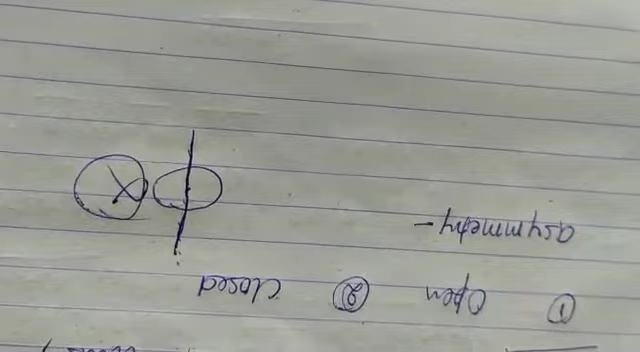 ① Open ② Closed
asymmetry -